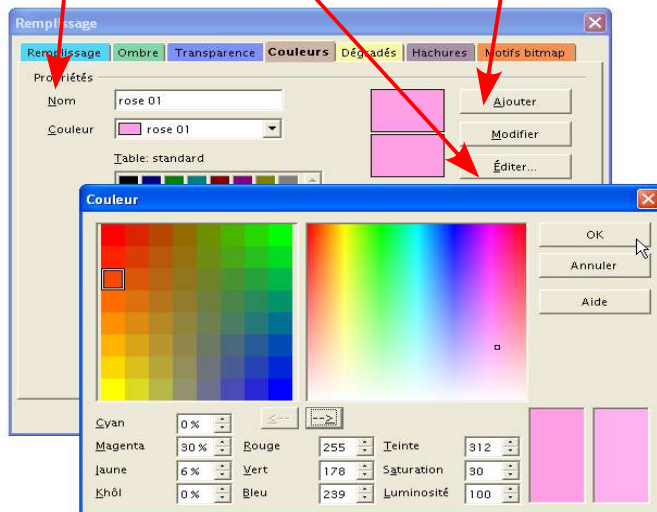 Remplissage
Remplissage Ombre Transparence Couleurs Dégradés Hachures Motifs bitmap
Propriétés
Nom rose 01 Ajouter
Couleur rose 01 Modifier
Table: standard Éditer...
Couleur
OK
Annuler
Aide
<-- -->
Cyan 0 %
Magenta 30 % Rouge 255 Teinte 312
Jaune 6 % Vert 178 Saturation 30
Khôl 0 % Bleu 239 Luminosité 100